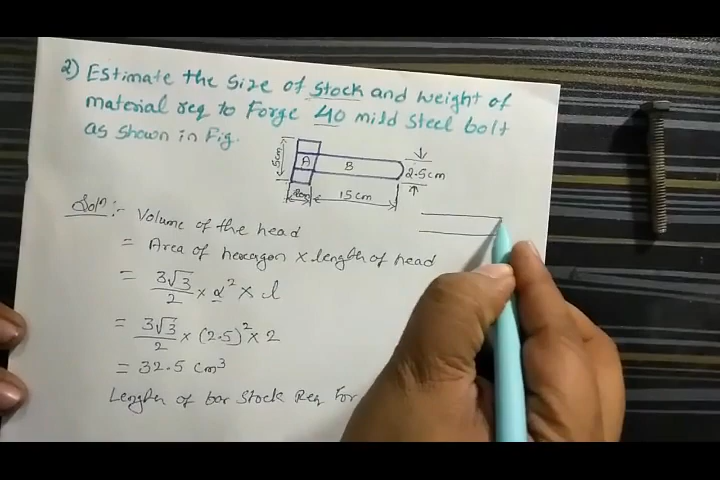 2) Estimate the size of stock and weight of
material req to Forge 40 mild steel bolt
as shown in Fig.
5cm
A
B
2.5cm
2cm
15cm
Soln:- Volume of the head
= Area of hexagon × length of head
= 3√3/2 × a² × l
= 3√3/2 × (2.5)² × 2
= 32.5 cm³
Length of bar stock Req For